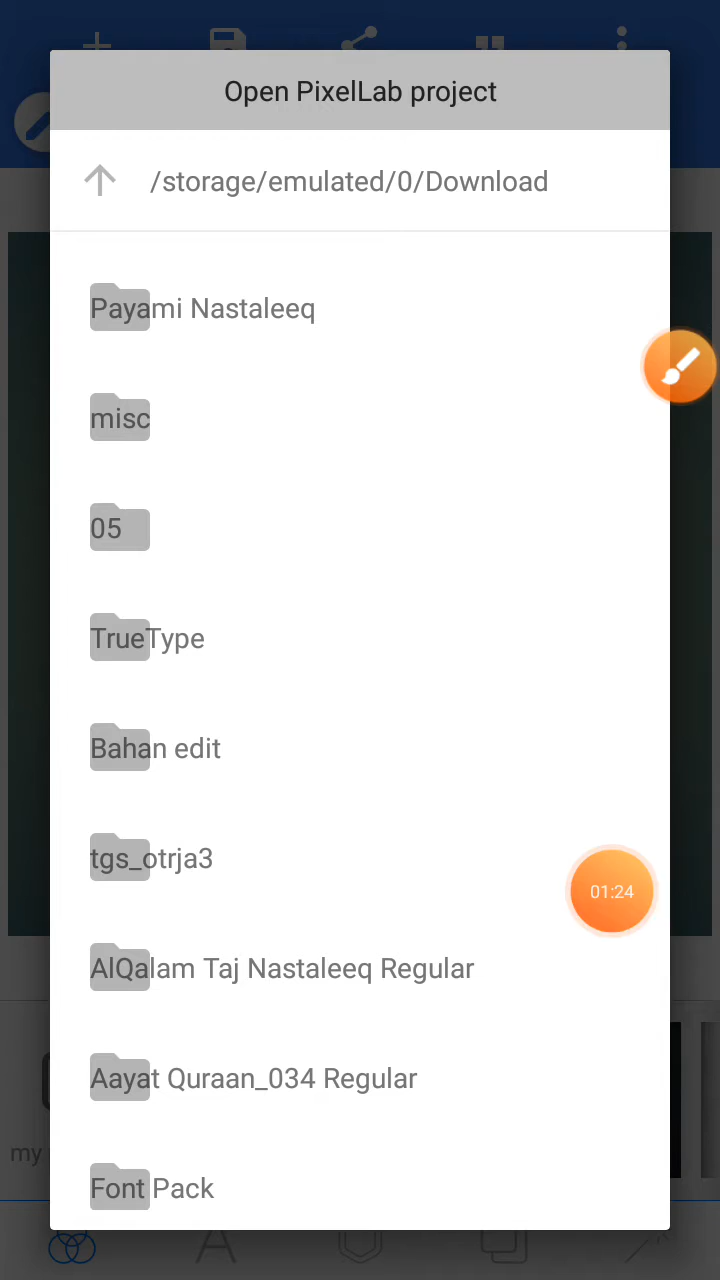 Open PixelLab project
/storage/emulated/0/Download
Payami Nastaleeq
misc
05
TrueType
Bahan edit
tgs_otrja3
01:24
AlQalam Taj Nastaleeq Regular
Aayat Quraan_034 Regular
my
Font Pack